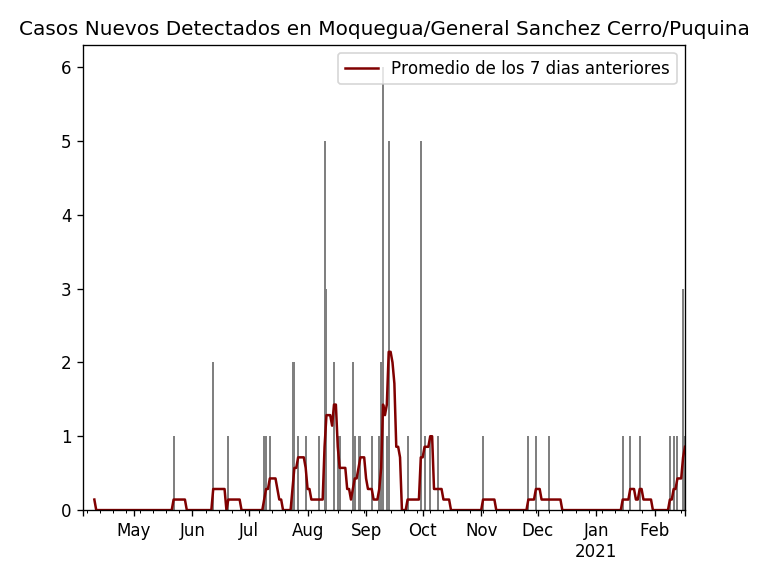 Casos Nuevos Detectados en Moquegua/General Sanchez Cerro/Puquina
Promedio de los 7 dias anteriores
6
5
4
3
2
1
0
May Jun Jul Aug Sep Oct Nov Dec Jan Feb
2021